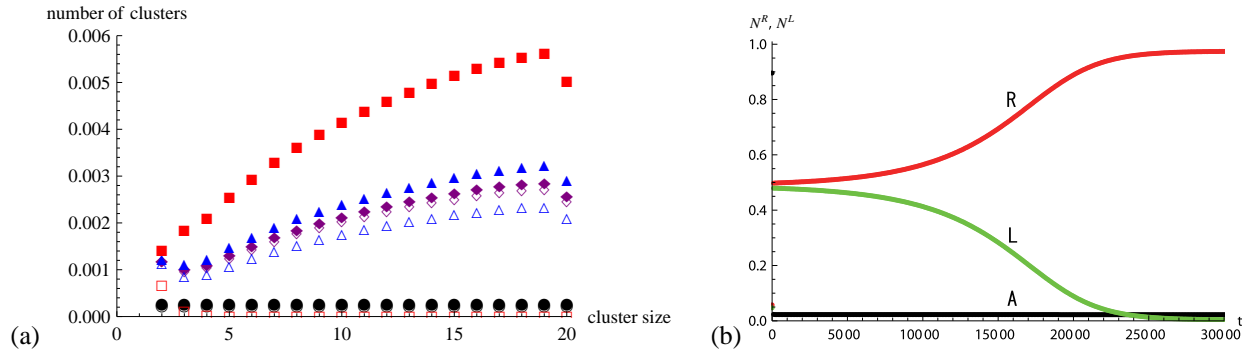 number of clusters
0.006
0.005
0.004
0.003
0.002
0.001
0.000
0 5 10 15 20
cluster size
(a)
N^R, N^L
1.0
0.8
0.6
0.4
0.2
0.0
R
L
A
0 5000 10000 15000 20000 25000 30000 t
(b)